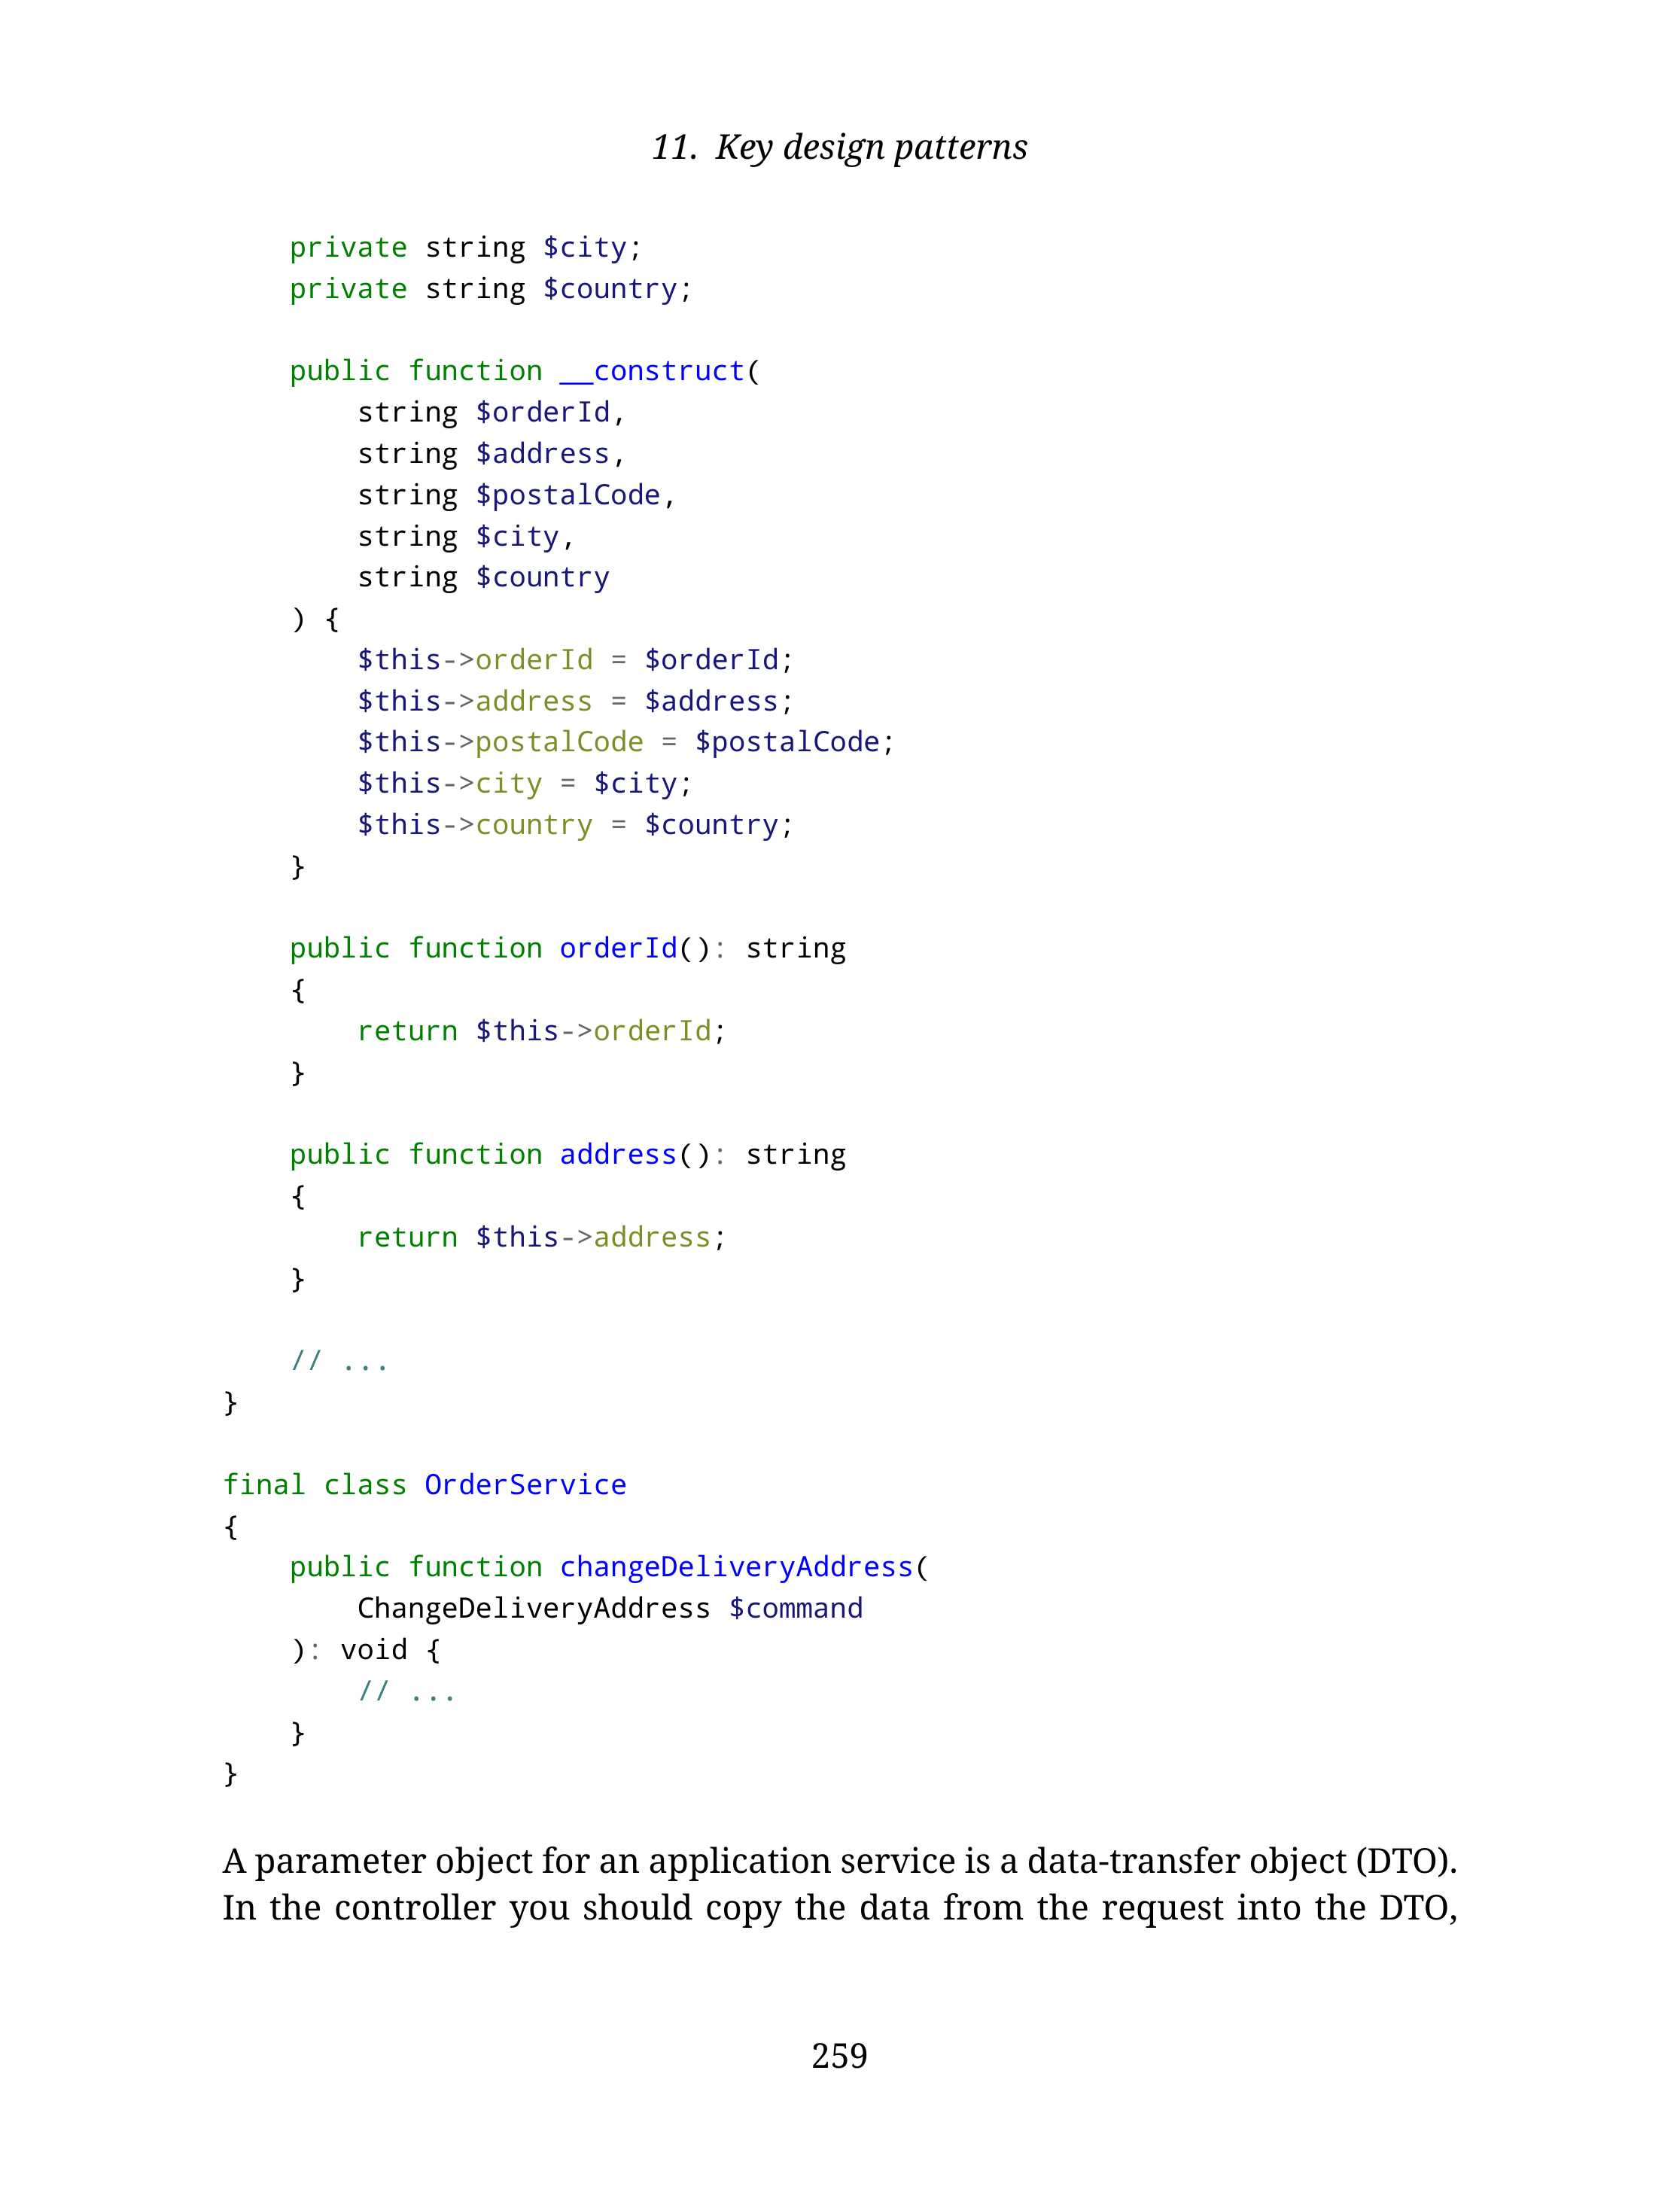 11. Key design patterns
    private string $city;
    private string $country;

    public function __construct(
        string $orderId,
        string $address,
        string $postalCode,
        string $city,
        string $country
    ) {
        $this->orderId = $orderId;
        $this->address = $address;
        $this->postalCode = $postalCode;
        $this->city = $city;
        $this->country = $country;
    }

    public function orderId(): string
    {
        return $this->orderId;
    }

    public function address(): string
    {
        return $this->address;
    }

    // ...
}

final class OrderService
{
    public function changeDeliveryAddress(
        ChangeDeliveryAddress $command
    ): void {
        // ...
    }
}

A parameter object for an application service is a data-transfer object (DTO).
In the controller you should copy the data from the request into the DTO,
259